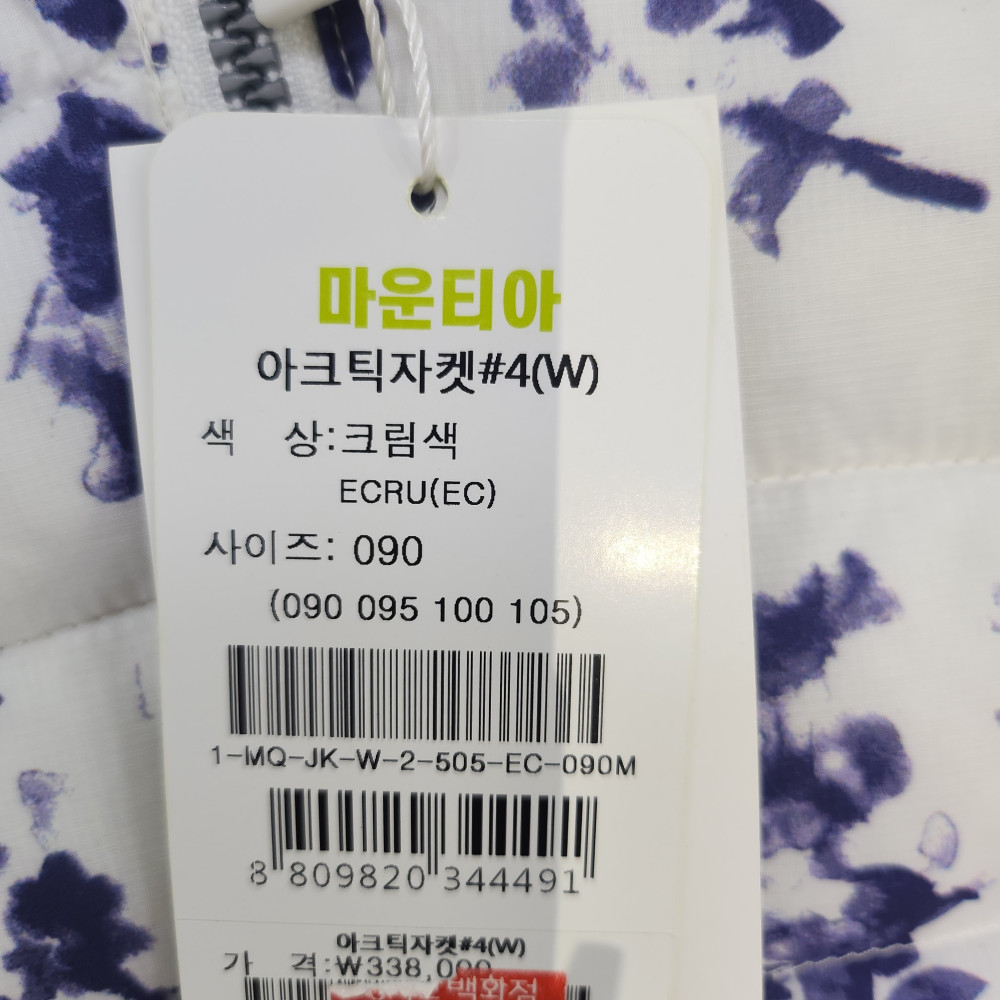 마운티아
아크틱자켓#4(W)
색 상:크림색
ECRU(EC)
사이즈: 090
(090 095 100 105)
1-MQ-JK-W-2-505-EC-090M
8 809820 344491
아크틱자켓#4(W)
가 격:₩338,000
백화점